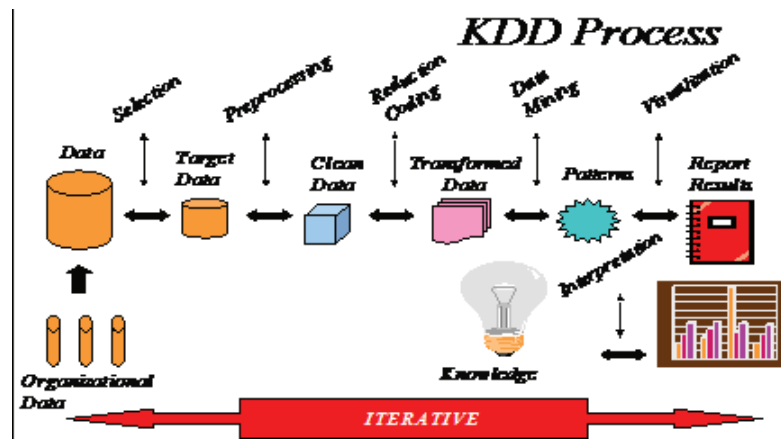 KDD Process
Selection
Preprocessing
Reduction
Coding
Data
Mining
Visualization
Data
Target
Data
Clean
Data
Transformed
Data
Patterns
Report
Results
Interpretation
Knowledge
Organizational
Data
ITERATIVE